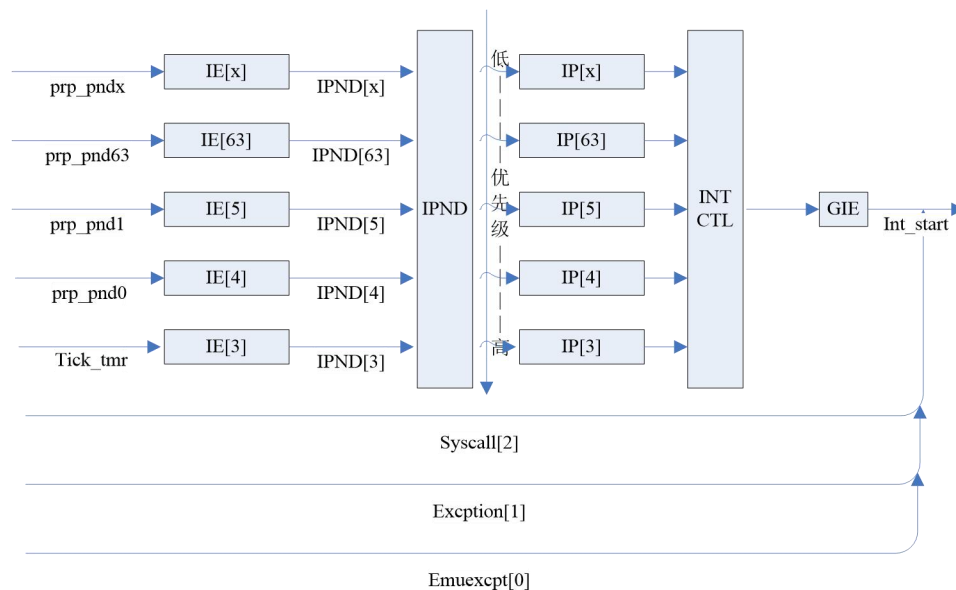 prp_pndx
IE[x]
IPND[x]
低
IP[x]
prp_pnd63
IE[63]
IPND[63]
IP[63]
prp_pnd1
IE[5]
IPND[5]
IPND
优先级
IP[5]
INT
CTL
GIE
Int_start
prp_pnd0
IE[4]
IPND[4]
IP[4]
Tick_tmr
IE[3]
IPND[3]
高
IP[3]
Syscall[2]
Excption[1]
Emuexcpt[0]